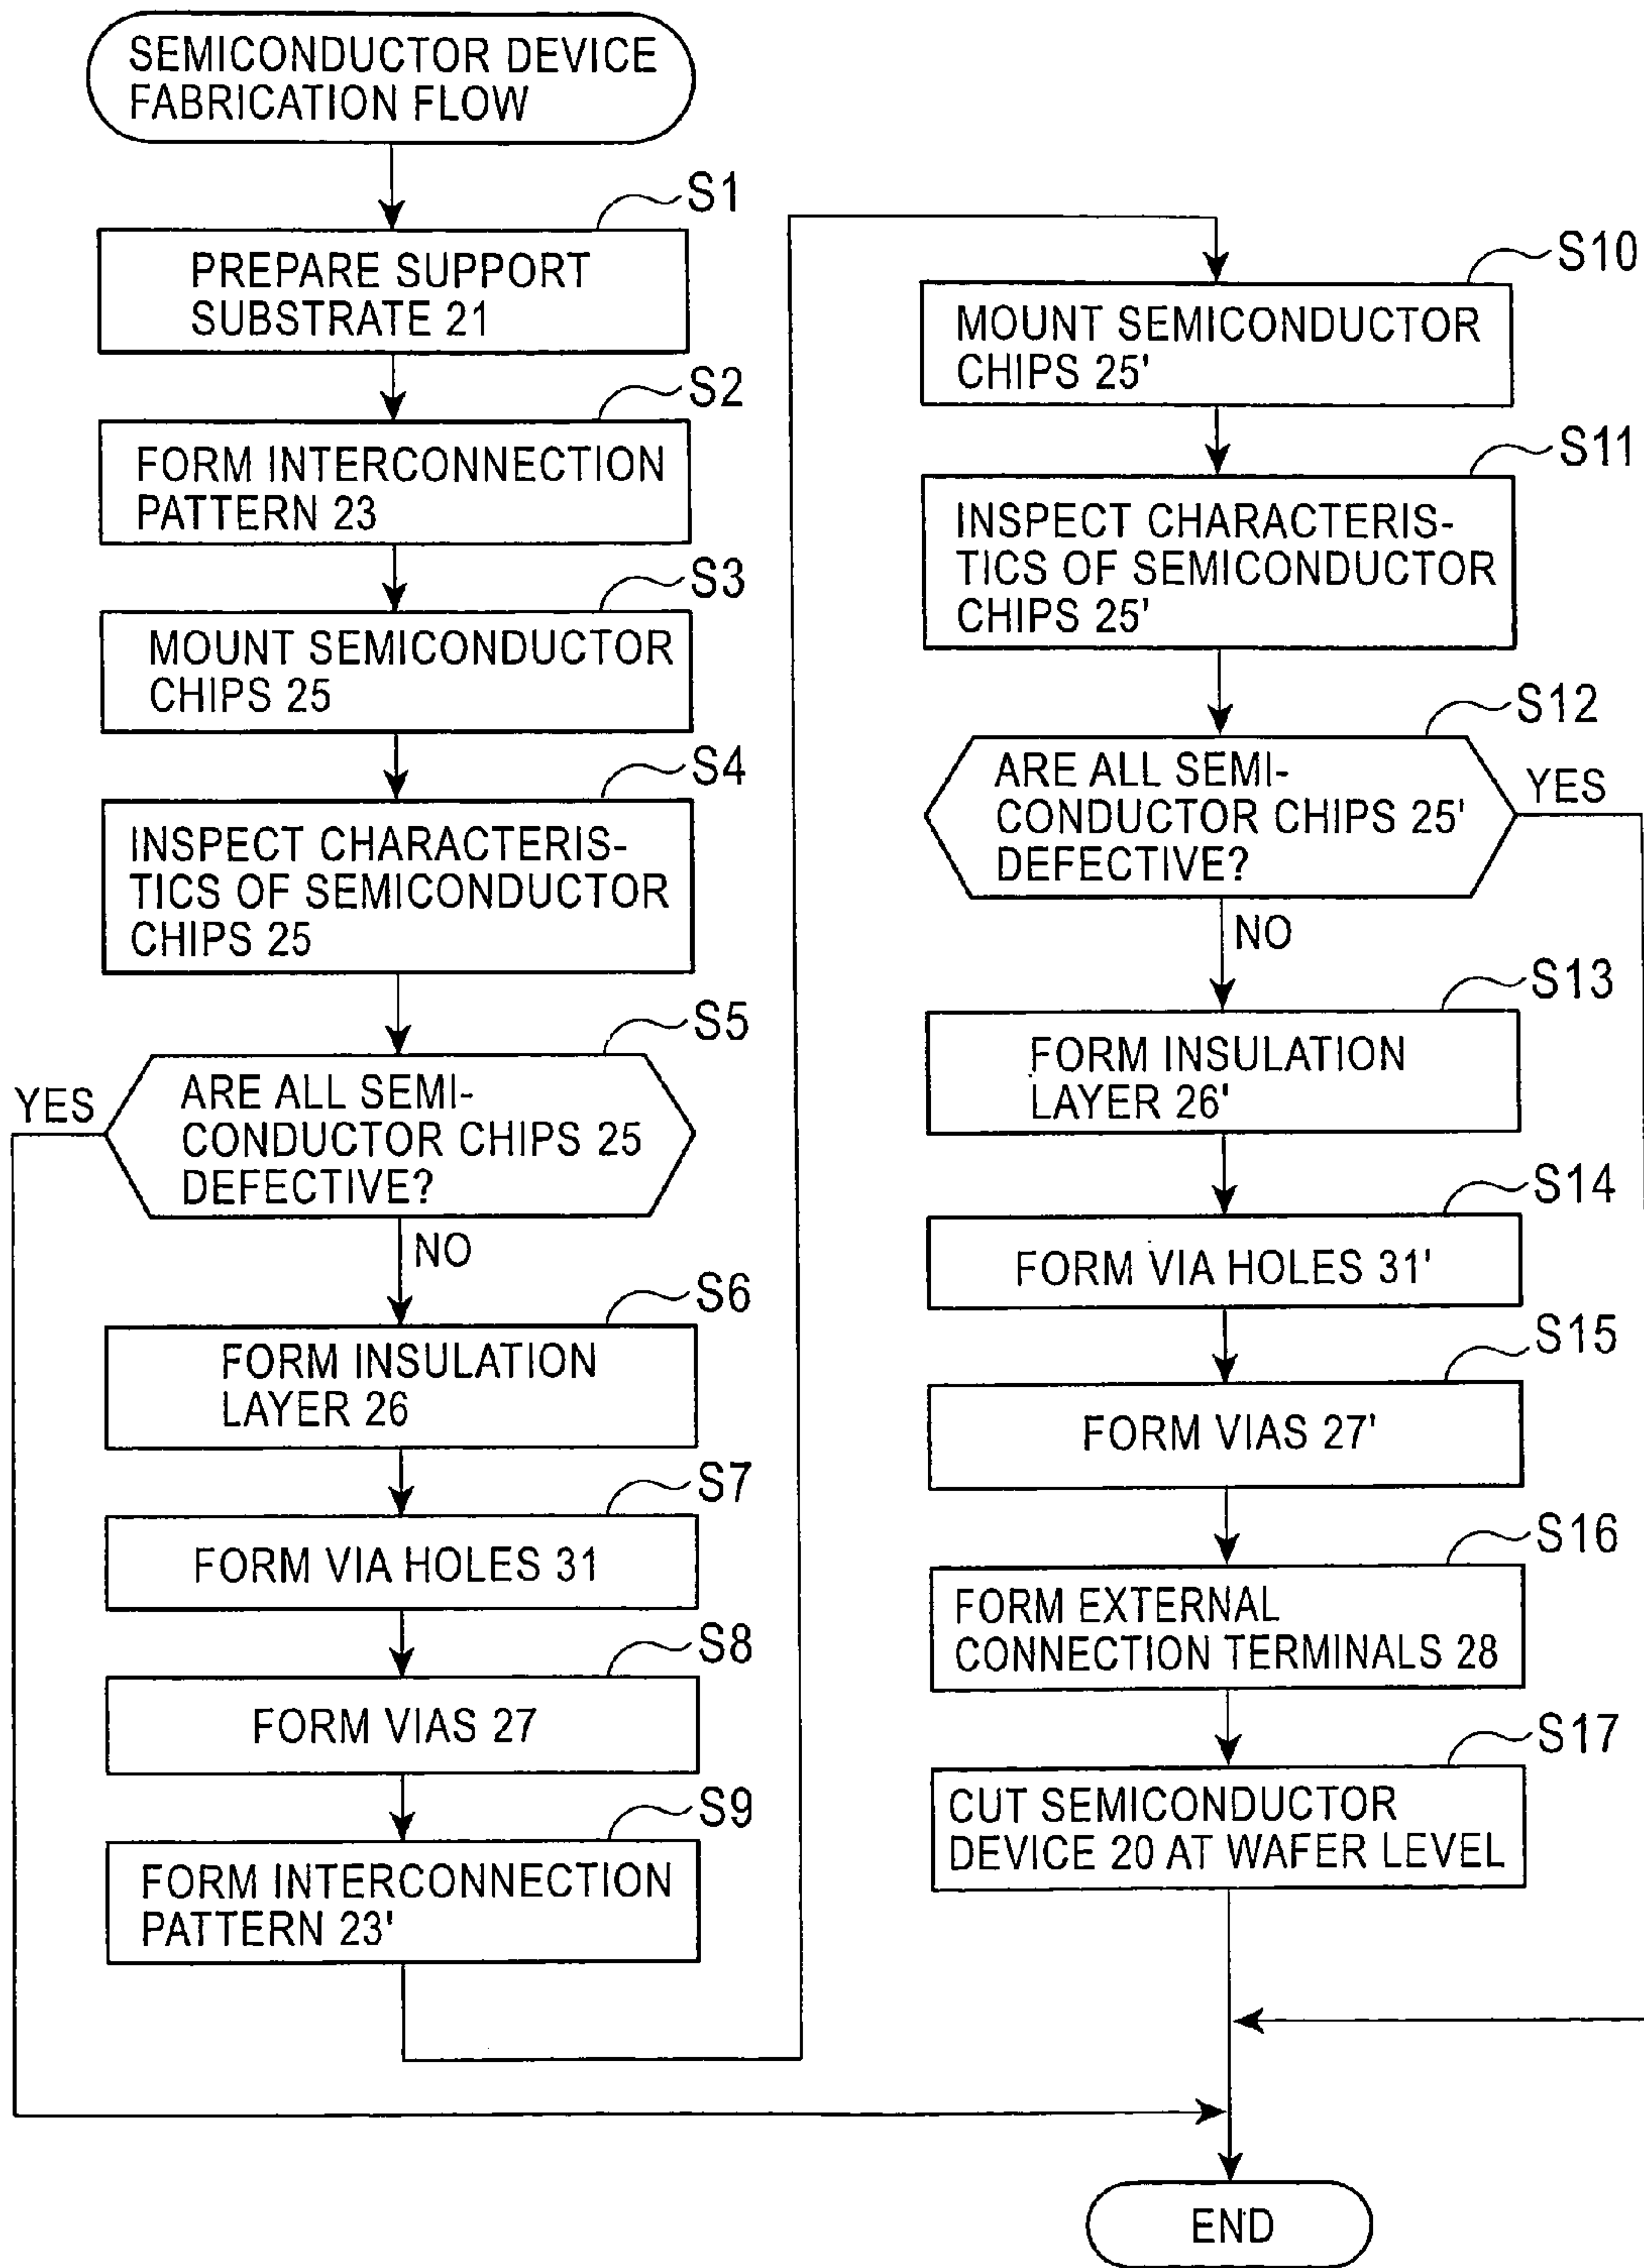 SEMICONDUCTOR DEVICE
FABRICATION FLOW
S1
PREPARE SUPPORT
SUBSTRATE 21
S2
FORM INTERCONNECTION
PATTERN 23
S3
MOUNT SEMICONDUCTOR
CHIPS 25
S4
INSPECT CHARACTERIS-
TICS OF SEMICONDUCTOR
CHIPS 25
S5
YES
ARE ALL SEMI-
CONDUCTOR CHIPS 25
DEFECTIVE?
NO
S6
FORM INSULATION
LAYER 26
S7
FORM VIA HOLES 31
S8
FORM VIAS 27
S9
FORM INTERCONNECTION
PATTERN 23'
S10
MOUNT SEMICONDUCTOR
CHIPS 25'
S11
INSPECT CHARACTERIS-
TICS OF SEMICONDUCTOR
CHIPS 25'
S12
ARE ALL SEMI-
CONDUCTOR CHIPS 25'
DEFECTIVE?
YES
NO
S13
FORM INSULATION
LAYER 26'
S14
FORM VIA HOLES 31'
S15
FORM VIAS 27'
S16
FORM EXTERNAL
CONNECTION TERMINALS 28
S17
CUT SEMICONDUCTOR
DEVICE 20 AT WAFER LEVEL
END